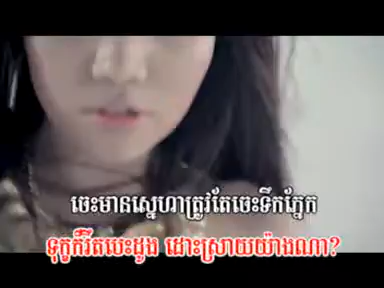 ចេះមានស្នេហាត្រូវតែចេះទឹកភ្នែក
ទុក្ខក៏រឹតបេះដូង ដោះស្រាយយ៉ាងណា?